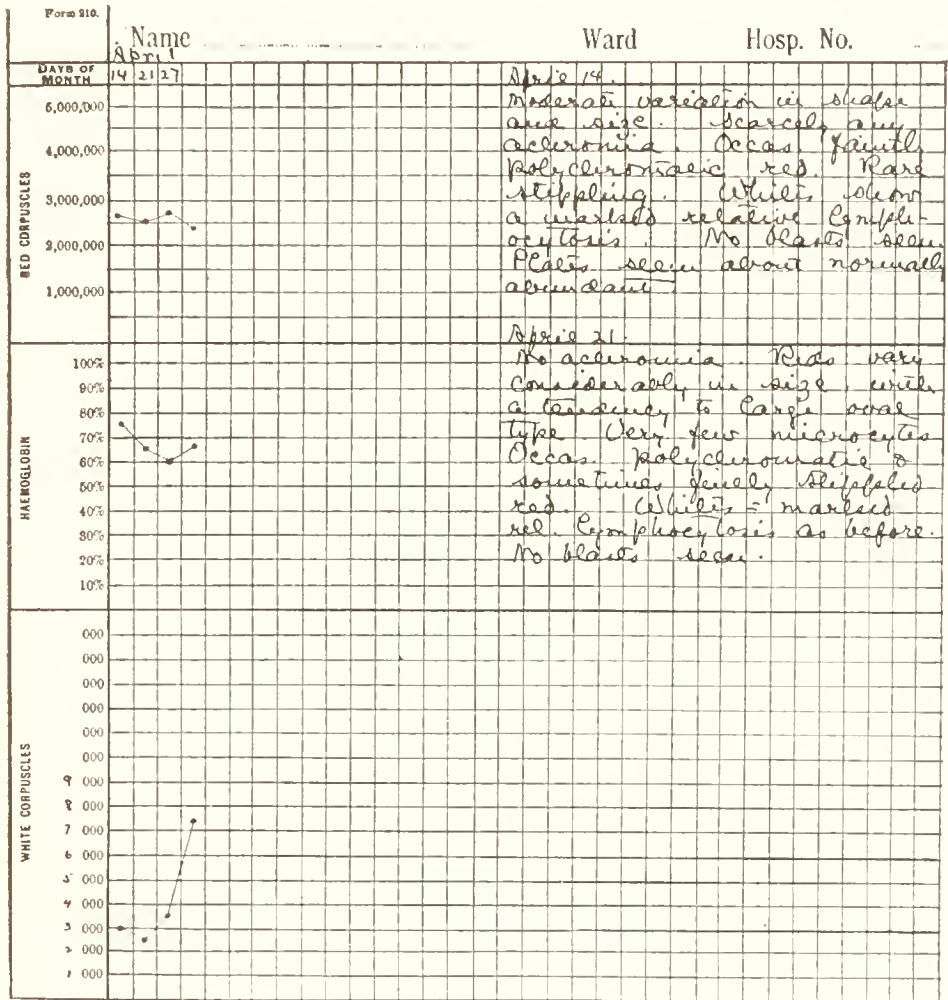 Form 210.
Name Ward Hosp. No.
April
DAYS OF MONTH 14 21 27
RED CORPUSCLES
6,000,000
4,000,000
3,000,000
2,000,000
1,000,000
HAEMOGLOBIN
100%
90%
80%
70%
60%
50%
40%
30%
20%
10%
WHITE CORPUSCLES
000
000
000
000
000
000
9 000
8 000
7 000
6 000
5 000
4 000
3 000
2 000
1 000
April 14.
Moderate variation in shape
and size. Scarcely any
achromia. Occas. faintly
polychromatic red. Rare
stippling. Whites show
a marked relative lymph-
ocytosis. No blasts seen.
Plates seem about normally
abundant.
April 21.
No achromia. Reds vary
considerably in size, with
a tendency to large oval
type. Very few microcytes
Occas. polychromatic &
sometimes finely stippled
red. Whites = marked
rel. lymphocytosis as before.
No blasts seen.